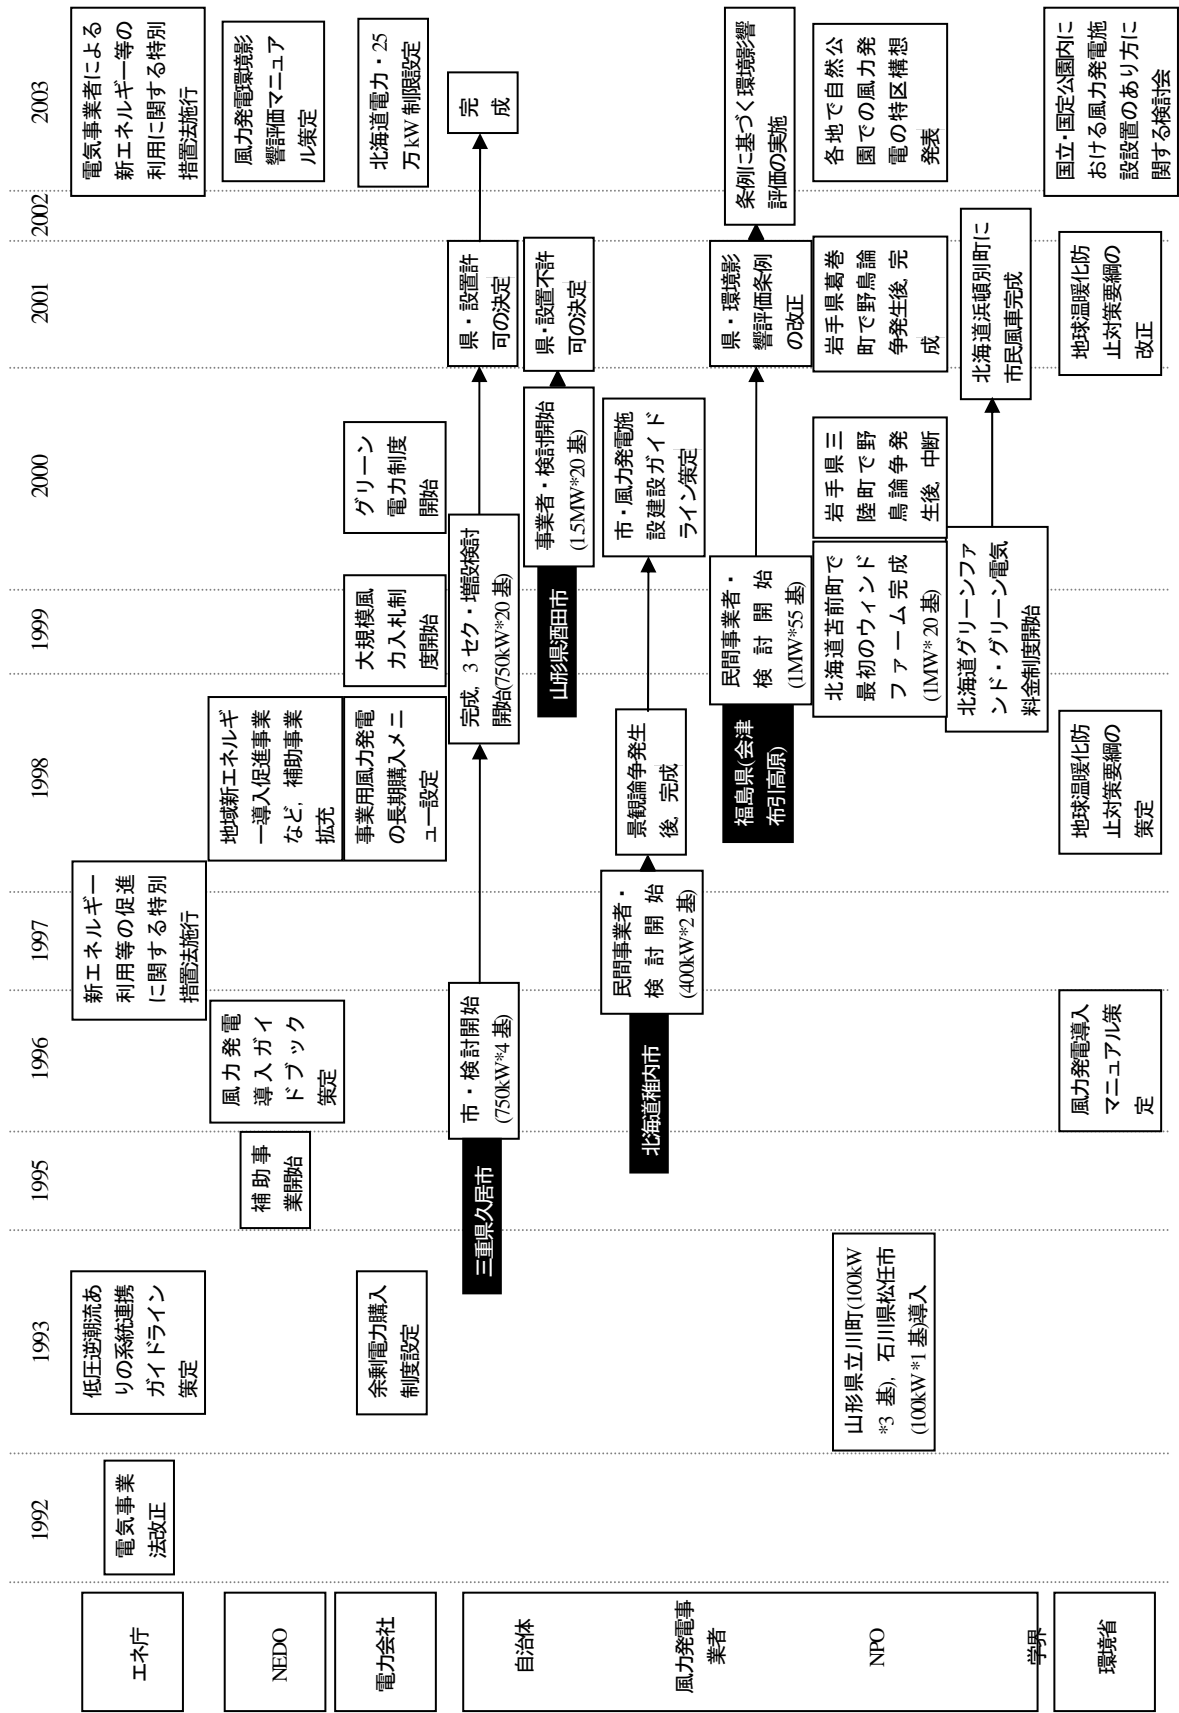 1992
1993
1995
1996
1997
1998
1999
2000
2001
2002
2003
エネ庁
電気事業
法改正
低圧逆潮流あ
りの系統連携
ガイドライン
策定
新エネルギー
利用等の促進
に関する特別
措置法施行
電気事業者による
新エネルギー等の
利用に関する特別
措置法施行
NEDO
補助事
業開始
風力発電
導入ガイ
ドブック
策定
地域新エネルギ
ー導入促進事業
など，補助事業
拡充
風力発電環境影
響評価マニュア
ル策定
電力会社
余剰電力購入
制度設定
事業用風力発電
の長期購入メニ
ュー設定
大規模風
力入札制
度開始
グリーン
電力制度
開始
北海道電力・25
万kW 制限設定
自治体
風力発電事
業者
NPO
学界
三重県久居市
市・検討開始
(750kW*4 基)
完成，3 セク・増設検討
開始(750kW*20 基)
県・設置許
可の決定
完
成
山形県酒田市
事業者・検討開始
(1.5MW*20 基)
県・設置不許
可の決定
北海道稚内市
民間事業者・
検討開始
(400kW*2 基)
景観論争発生
後，完成
市・風力発電施
設建設ガイド
ライン策定
福島県(会津
布引高原)
民間事業者・
検討開始
(1MW*55 基)
県・環境影
響評価条例
の改正
条例に基づく環境影響
評価の実施
山形県立川町(100kW
*3 基)，石川県松任市
(100kW *1 基)導入
北海道苫前町で
最初のウィンド
ファーム完成
(1MW* 20 基)
岩手県三
陸町で野
鳥論争発
生後，中断
岩手県葛巻
町で野鳥論
争発生後，完
成
各地で自然公
園での風力発
電の特区構想
発表
北海道グリーンファ
ンド・グリーン電気
料金制度開始
北海道浜頓別町に
市民風車完成
環境省
風力発電導入
マニュアル策
定
地球温暖化防
止対策要綱の
策定
地球温暖化防
止対策要綱の
改正
国立・国定公園内に
おける風力発電施
設設置のあり方に
関する検討会